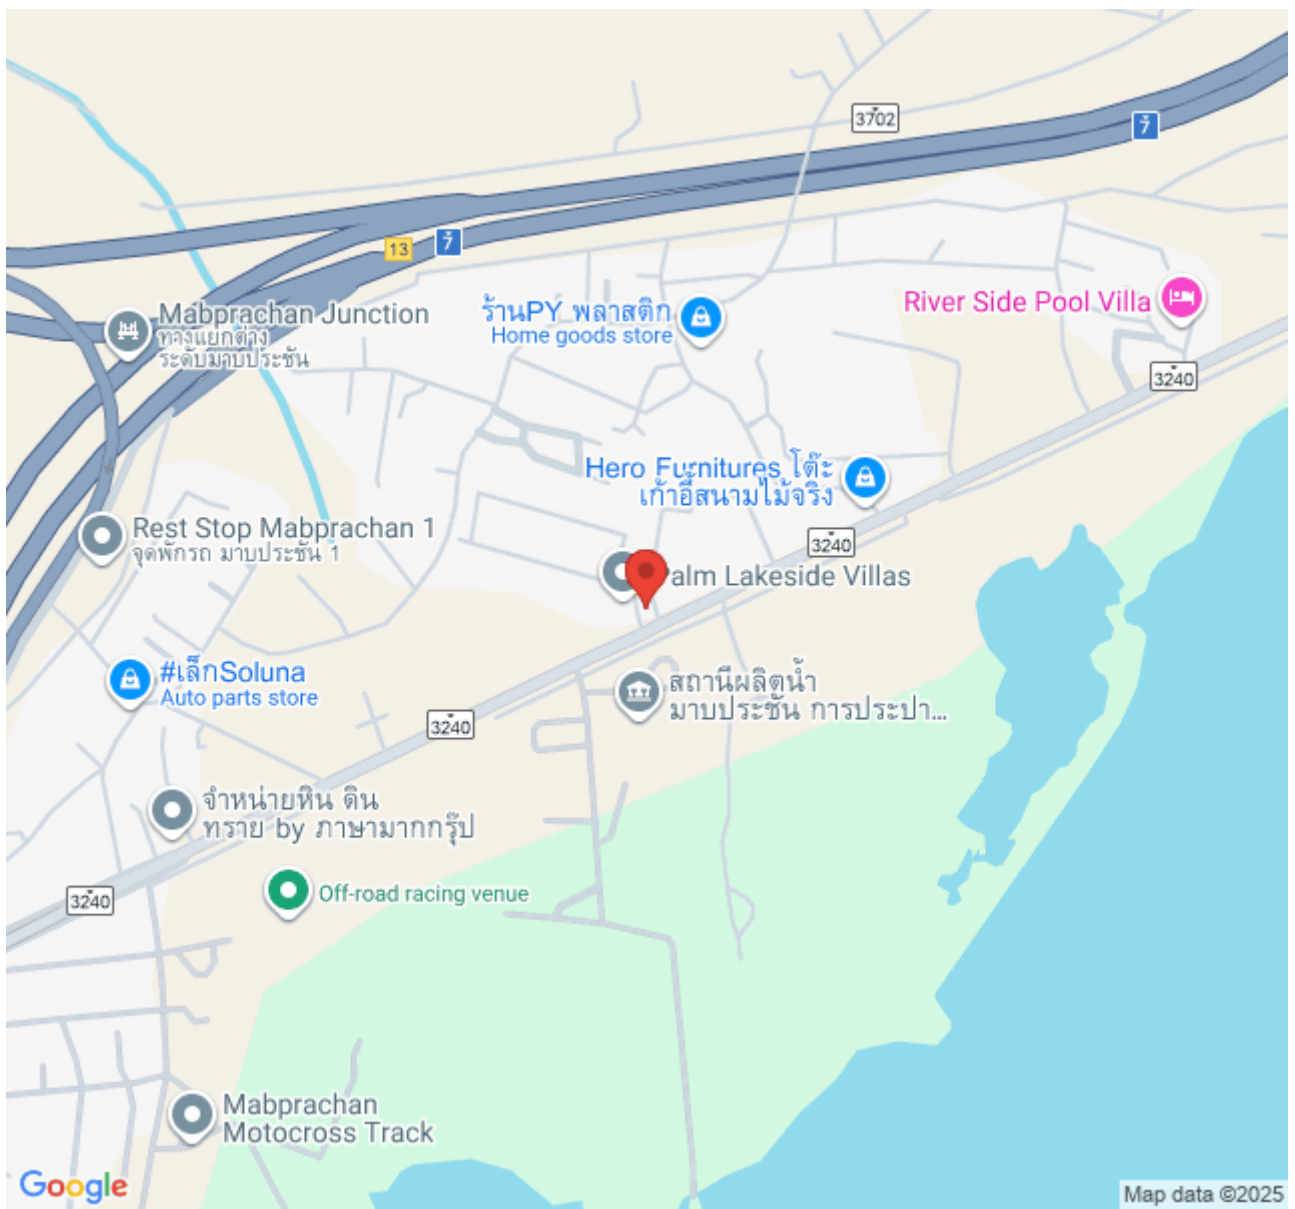 3702
7
13
7
Mabprachan Junction
ทางแยกต่าง
ระดับมาบประชัน
ร้านPY พลาสติก
Home goods store
River Side Pool Villa
3240
Hero Furnitures โต๊ะ
เก้าอี้สนามไม้จริง
Rest Stop Mabprachan 1
จุดพักรถ มาบประชัน 1
3240
Palm Lakeside Villas
#เล็กSoluna
Auto parts store
สถานีผลิตน้ำ
มาบประชัน การประปา...
3240
จำหน่ายหิน ดิน
ทราย by ภาษามากกรุ๊ป
Off-road racing venue
3240
Mabprachan
Motocross Track
Google
Map data ©2025